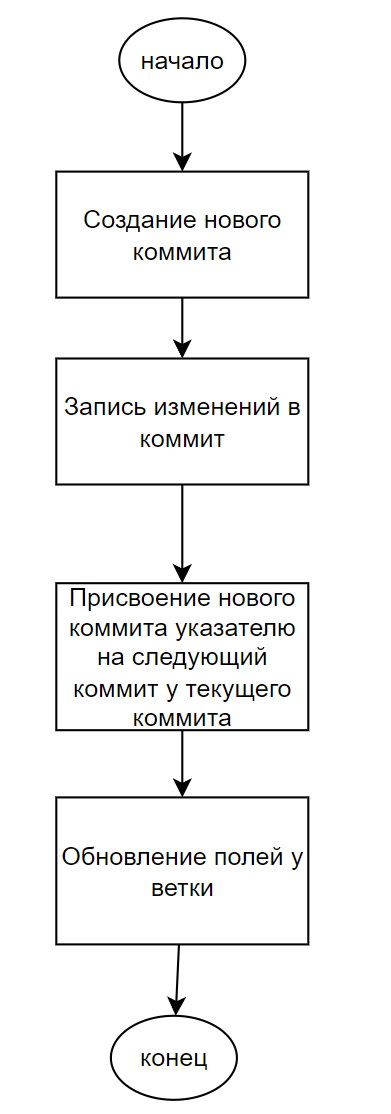 начало
Создание нового
коммита
Запись изменений в
коммит
Присвоение нового
коммита указателю
на следующий
коммит у текущего
коммита
Обновление полей у
ветки
конец